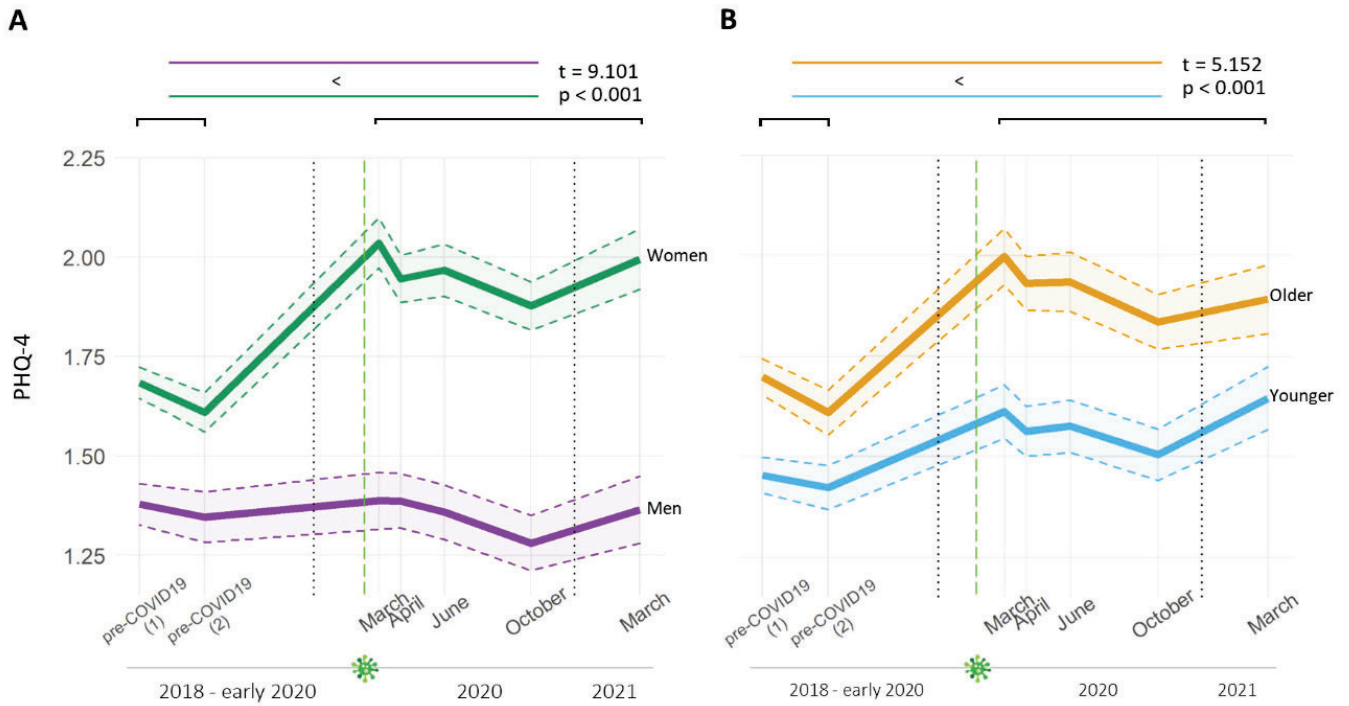 A
<
t = 9.101
p < 0.001
2.25
2.00
1.75
1.50
1.25
PHQ-4
Women
Men
pre-COVID19
(1)
pre-COVID19
(2)
March
April
June
October
March
2018 - early 2020
2020
2021
B
<
t = 5.152
p < 0.001
Older
Younger
pre-COVID19
(1)
pre-COVID19
(2)
March
April
June
October
March
2018 - early 2020
2020
2021